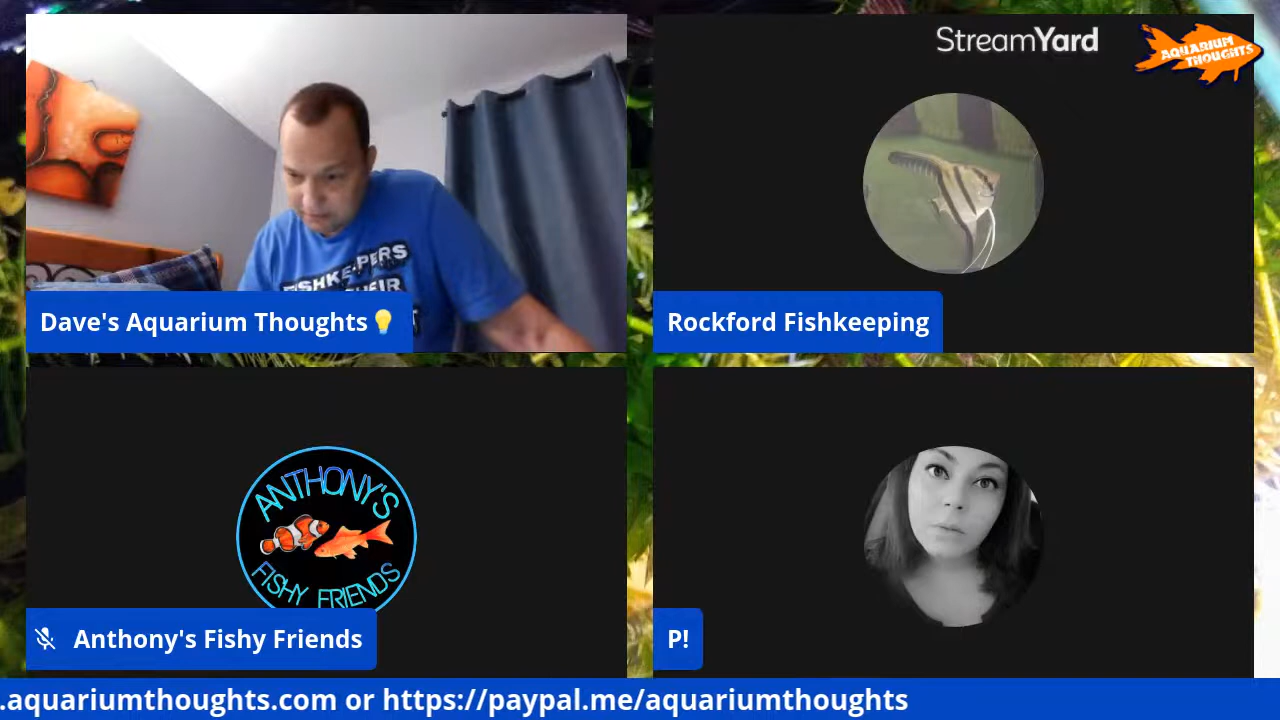 StreamYard
AQUARIUM
THOUGHTS
Dave's Aquarium Thoughts
Rockford Fishkeeping
ANTHONY'S
FISHY FRIENDS
Anthony's Fishy Friends
P!
.aquariumthoughts.com or https://paypal.me/aquariumthoughts